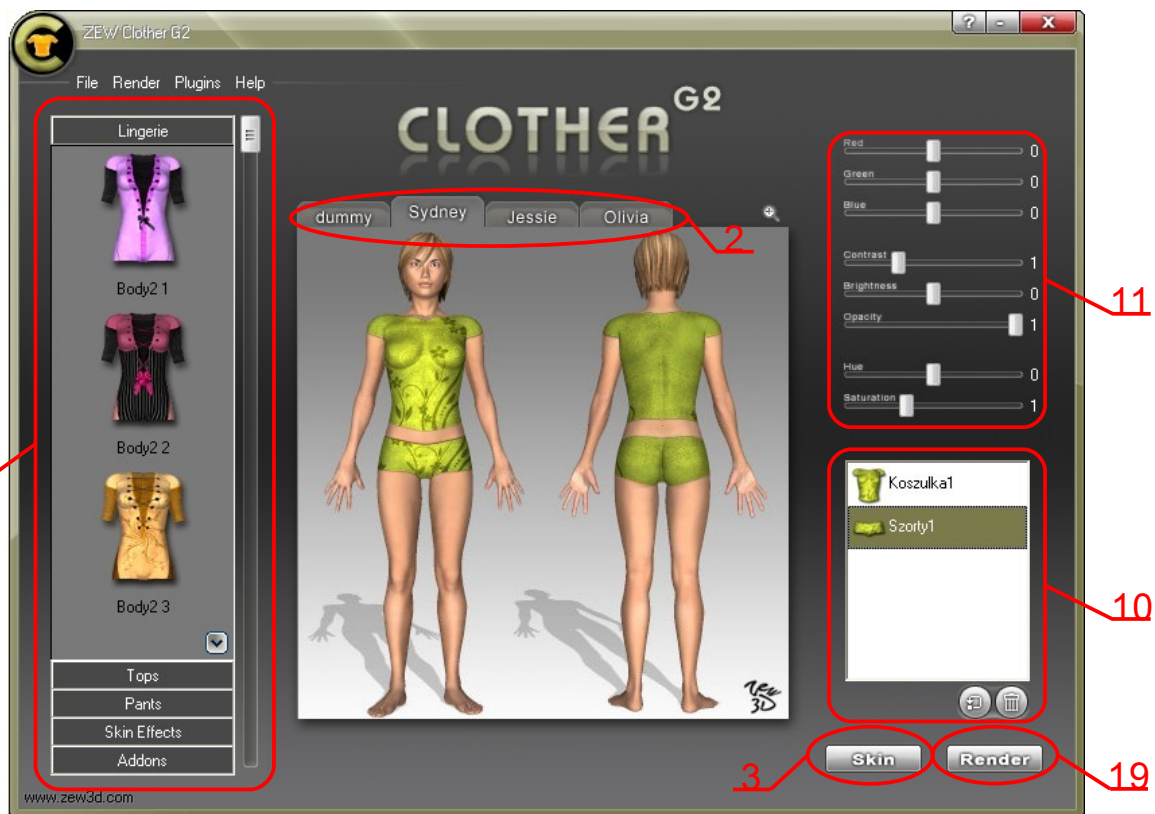 ZEW Clother G2
? - X
File Render Plugins Help
CLOTHER G2
Lingerie
Body2 1
Body2 2
Body2 3
Tops
Pants
Skin Effects
Addons
www.zew3d.com
dummy Sydney Jessie Olivia
2
ZEW 3D
Red 0
Green 0
Blue 0
Contrast 1
Brightness 0
Opacity 1
Hue 0
Saturation 1
11
Koszulka1
Szorty1
10
3
Skin
Render
19